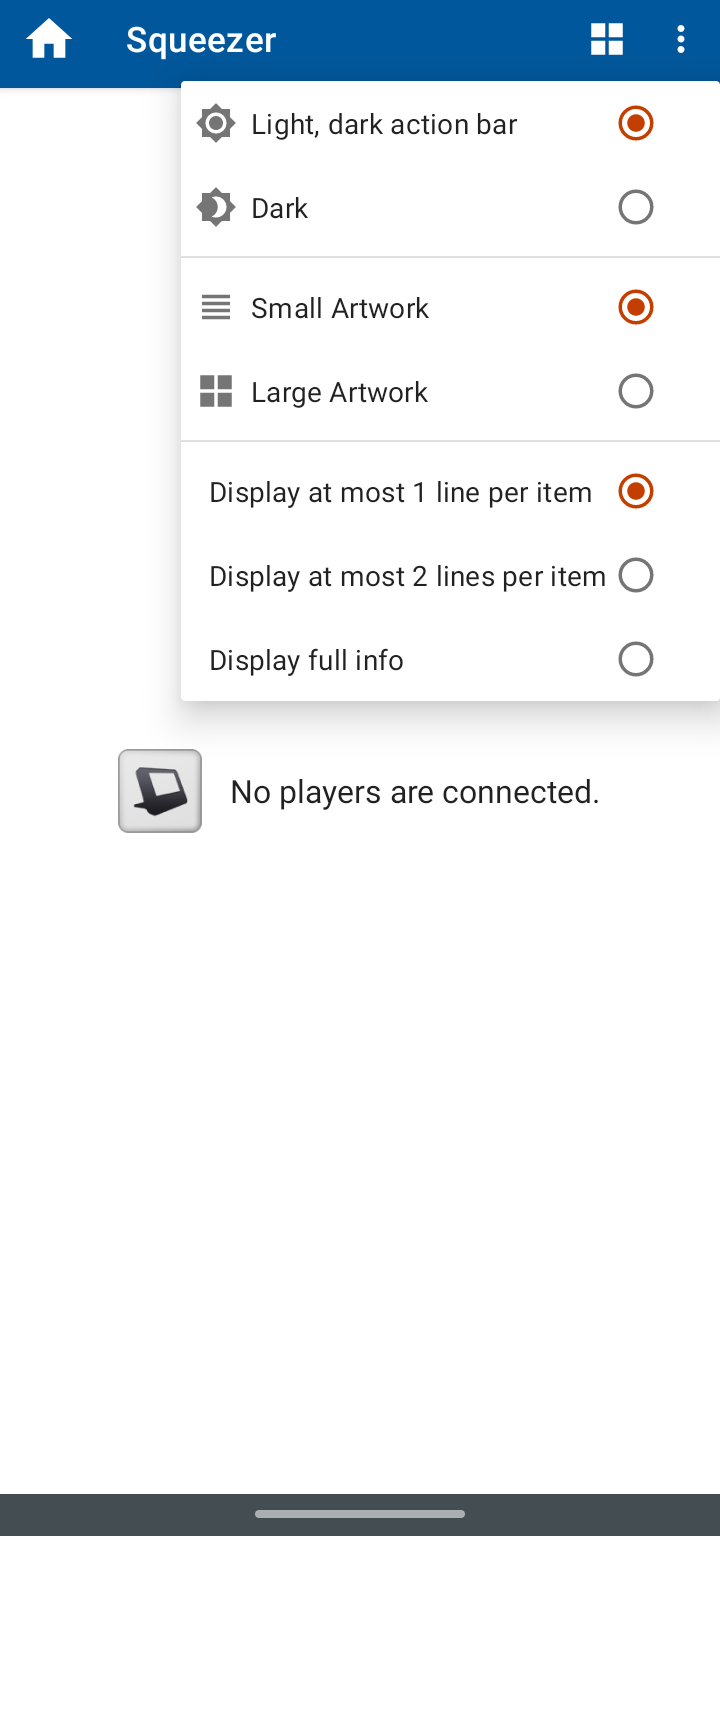 Squeezer
Light, dark action bar
Dark
Small Artwork
Large Artwork
Display at most 1 line per item
Display at most 2 lines per item
Display full info
No players are connected.